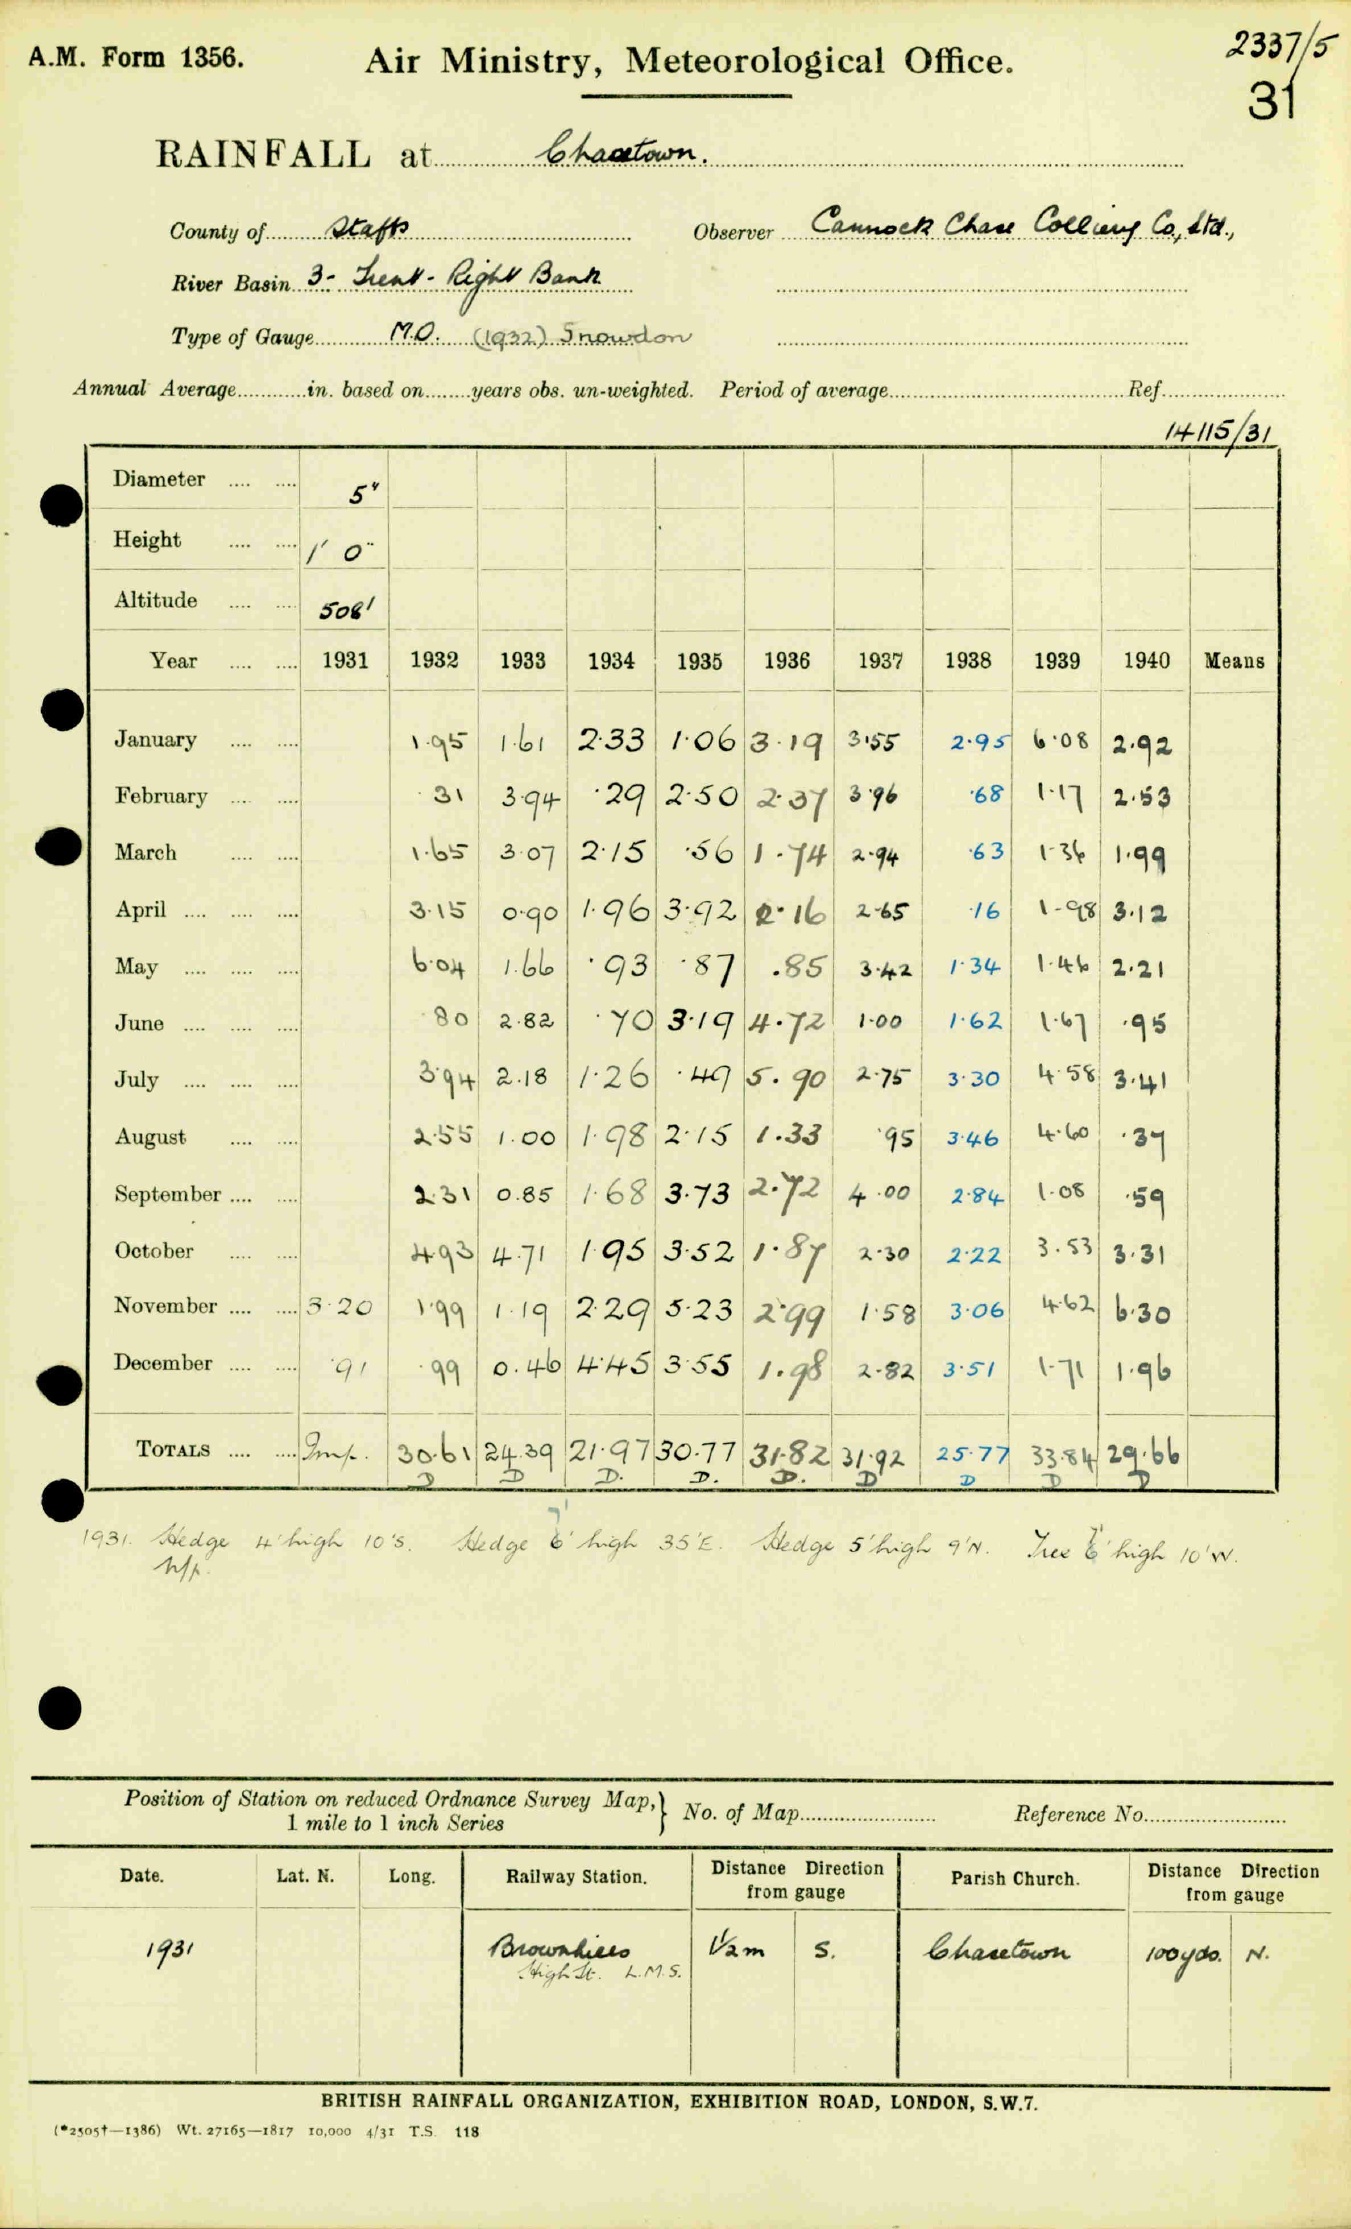 A.M. Form 1356.
Air Ministry, Meteorological Office.
2337/5
31
RAINFALL at Chasetown.
County of Staffs Observer Cannock Chase Colliery Co., Ltd.,
River Basin 3- Trent - Right Bank
Type of Gauge M.O. (1932) Snowdon
Annual Average in. based on years obs. un-weighted. Period of average Ref.
14115/31
Diameter 5"
Height 1' 0"
Altitude 508'
Year 1931 1932 1933 1934 1935 1936 1937 1938 1939 1940 Means
January 1.95 1.61 2.33 1.06 3.19 3.55 2.95 6.08 2.92
February .31 3.94 .29 2.50 2.37 3.96 .68 1.17 2.53
March 1.65 3.07 2.15 .56 1.74 2.94 .63 1.36 1.99
April 3.15 0.90 1.96 3.92 2.16 2.65 .16 1.98 3.12
May 6.04 1.66 .93 .87 .85 3.42 1.34 1.46 2.21
June .80 2.82 .70 3.19 4.72 1.00 1.62 1.67 .95
July 3.94 2.18 1.26 .49 5.90 2.75 3.30 4.58 3.41
August 2.55 1.00 1.98 2.15 1.33 .95 3.46 4.60 .37
September 2.31 0.85 1.68 3.73 2.72 4.00 2.84 1.08 .59
October 4.93 4.71 1.95 3.52 1.87 2.30 2.22 3.53 3.31
November 3.20 1.99 1.19 2.29 5.23 2.99 1.58 3.06 4.62 6.30
December .91 .99 0.46 4.45 3.55 1.98 2.82 3.51 1.71 1.96
TOTALS Imp. 30.61 24.39 21.97 30.77 31.82 31.92 25.77 33.84 29.66
D D D. D. D. D D D D
1931. Hedge 4' high 10'S. Hedge 6' high 35'E. Hedge 5' high 9'N. Tree 6' high 10'W.
Position of Station on reduced Ordnance Survey Map,
1 mile to 1 inch Series } No. of Map Reference No.
Date. Lat. N. Long. Railway Station. Distance Direction from gauge Parish Church. Distance Direction from gauge
1931 Brownhills 1½ m S. Chasetown 100 yds. N.
High St. L.M.S.
BRITISH RAINFALL ORGANIZATION, EXHIBITION ROAD, LONDON, S.W.7.
(*2505†—1386) Wt. 27165—1817 10,000 4/31 T.S. 118